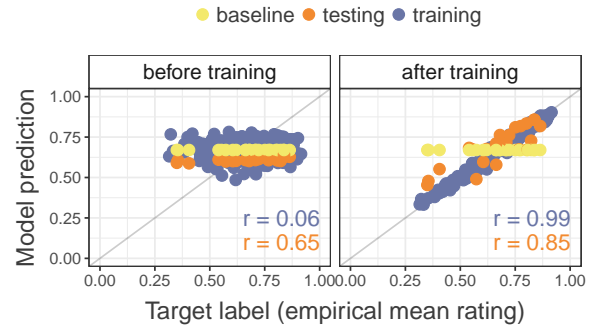 baseline testing training
before training after training
Model prediction
1.00
0.75
0.50
0.25
0.00
r = 0.06
r = 0.65
r = 0.99
r = 0.85
0.00 0.25 0.50 0.75 1.00 0.00 0.25 0.50 0.75 1.00
Target label (empirical mean rating)